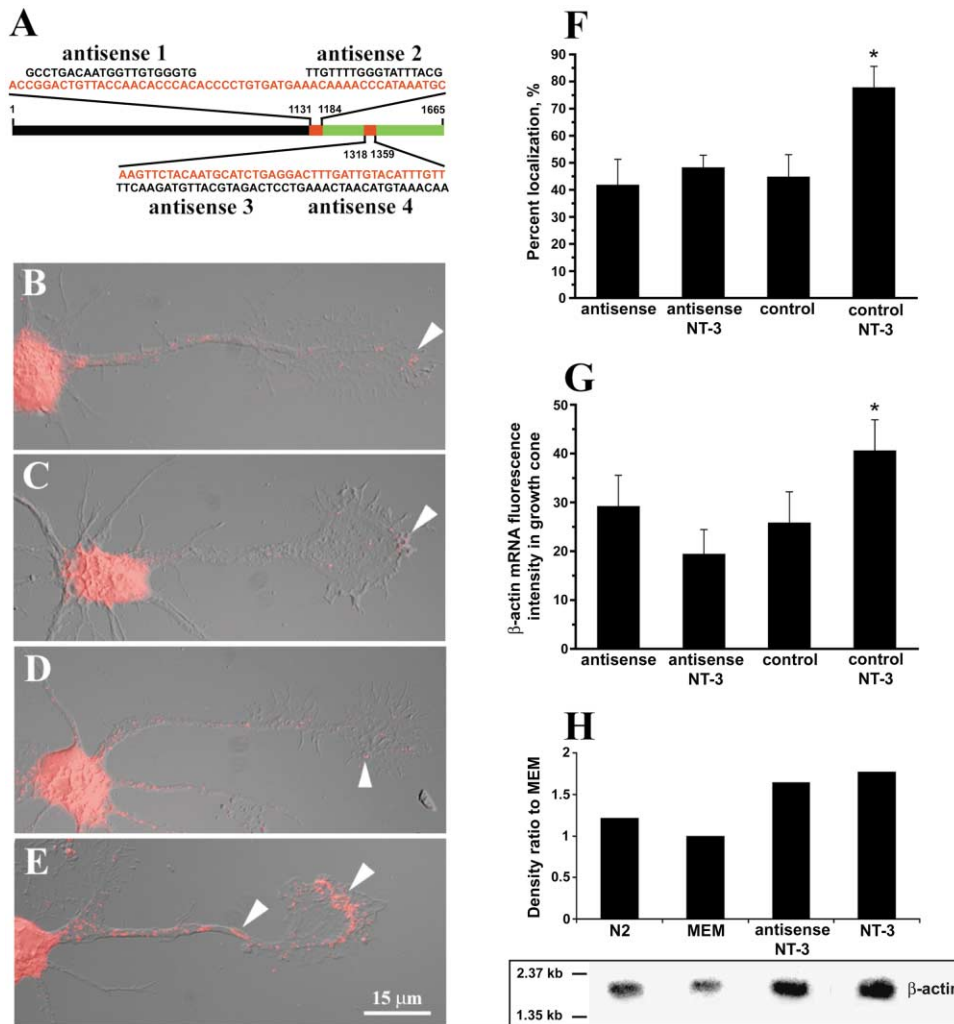 A
antisense 1 antisense 2
GCCTGACAATGGTTGTGGGTG TTGTTTTGGGTATTTACG
ACCGGACTGTTACCAACACCCACACCCCTGTGATGAAACAAAACCCATAAATGC
1 1131 1184 1665
1318 1359
AAGTTCTACAATGCATCTGAGGACTTTGATTGTACATTTGTT
TTCAAGATGTTACGTAGACTCCTGAAACTAACATGTAAACAA
antisense 3 antisense 4
B
C
D
E
15 μm
F
Percent localization, %
90
80
70
60
50
40
30
20
10
0
*
antisense antisense NT-3 control control NT-3
G
β-actin mRNA fluorescence
intensity in growth cone
50
40
30
20
10
0
*
antisense antisense NT-3 control control NT-3
H
Density ratio to MEM
2
1.5
1
0.5
0
N2 MEM antisense NT-3 NT-3
2.37 kb
1.35 kb
β-actin